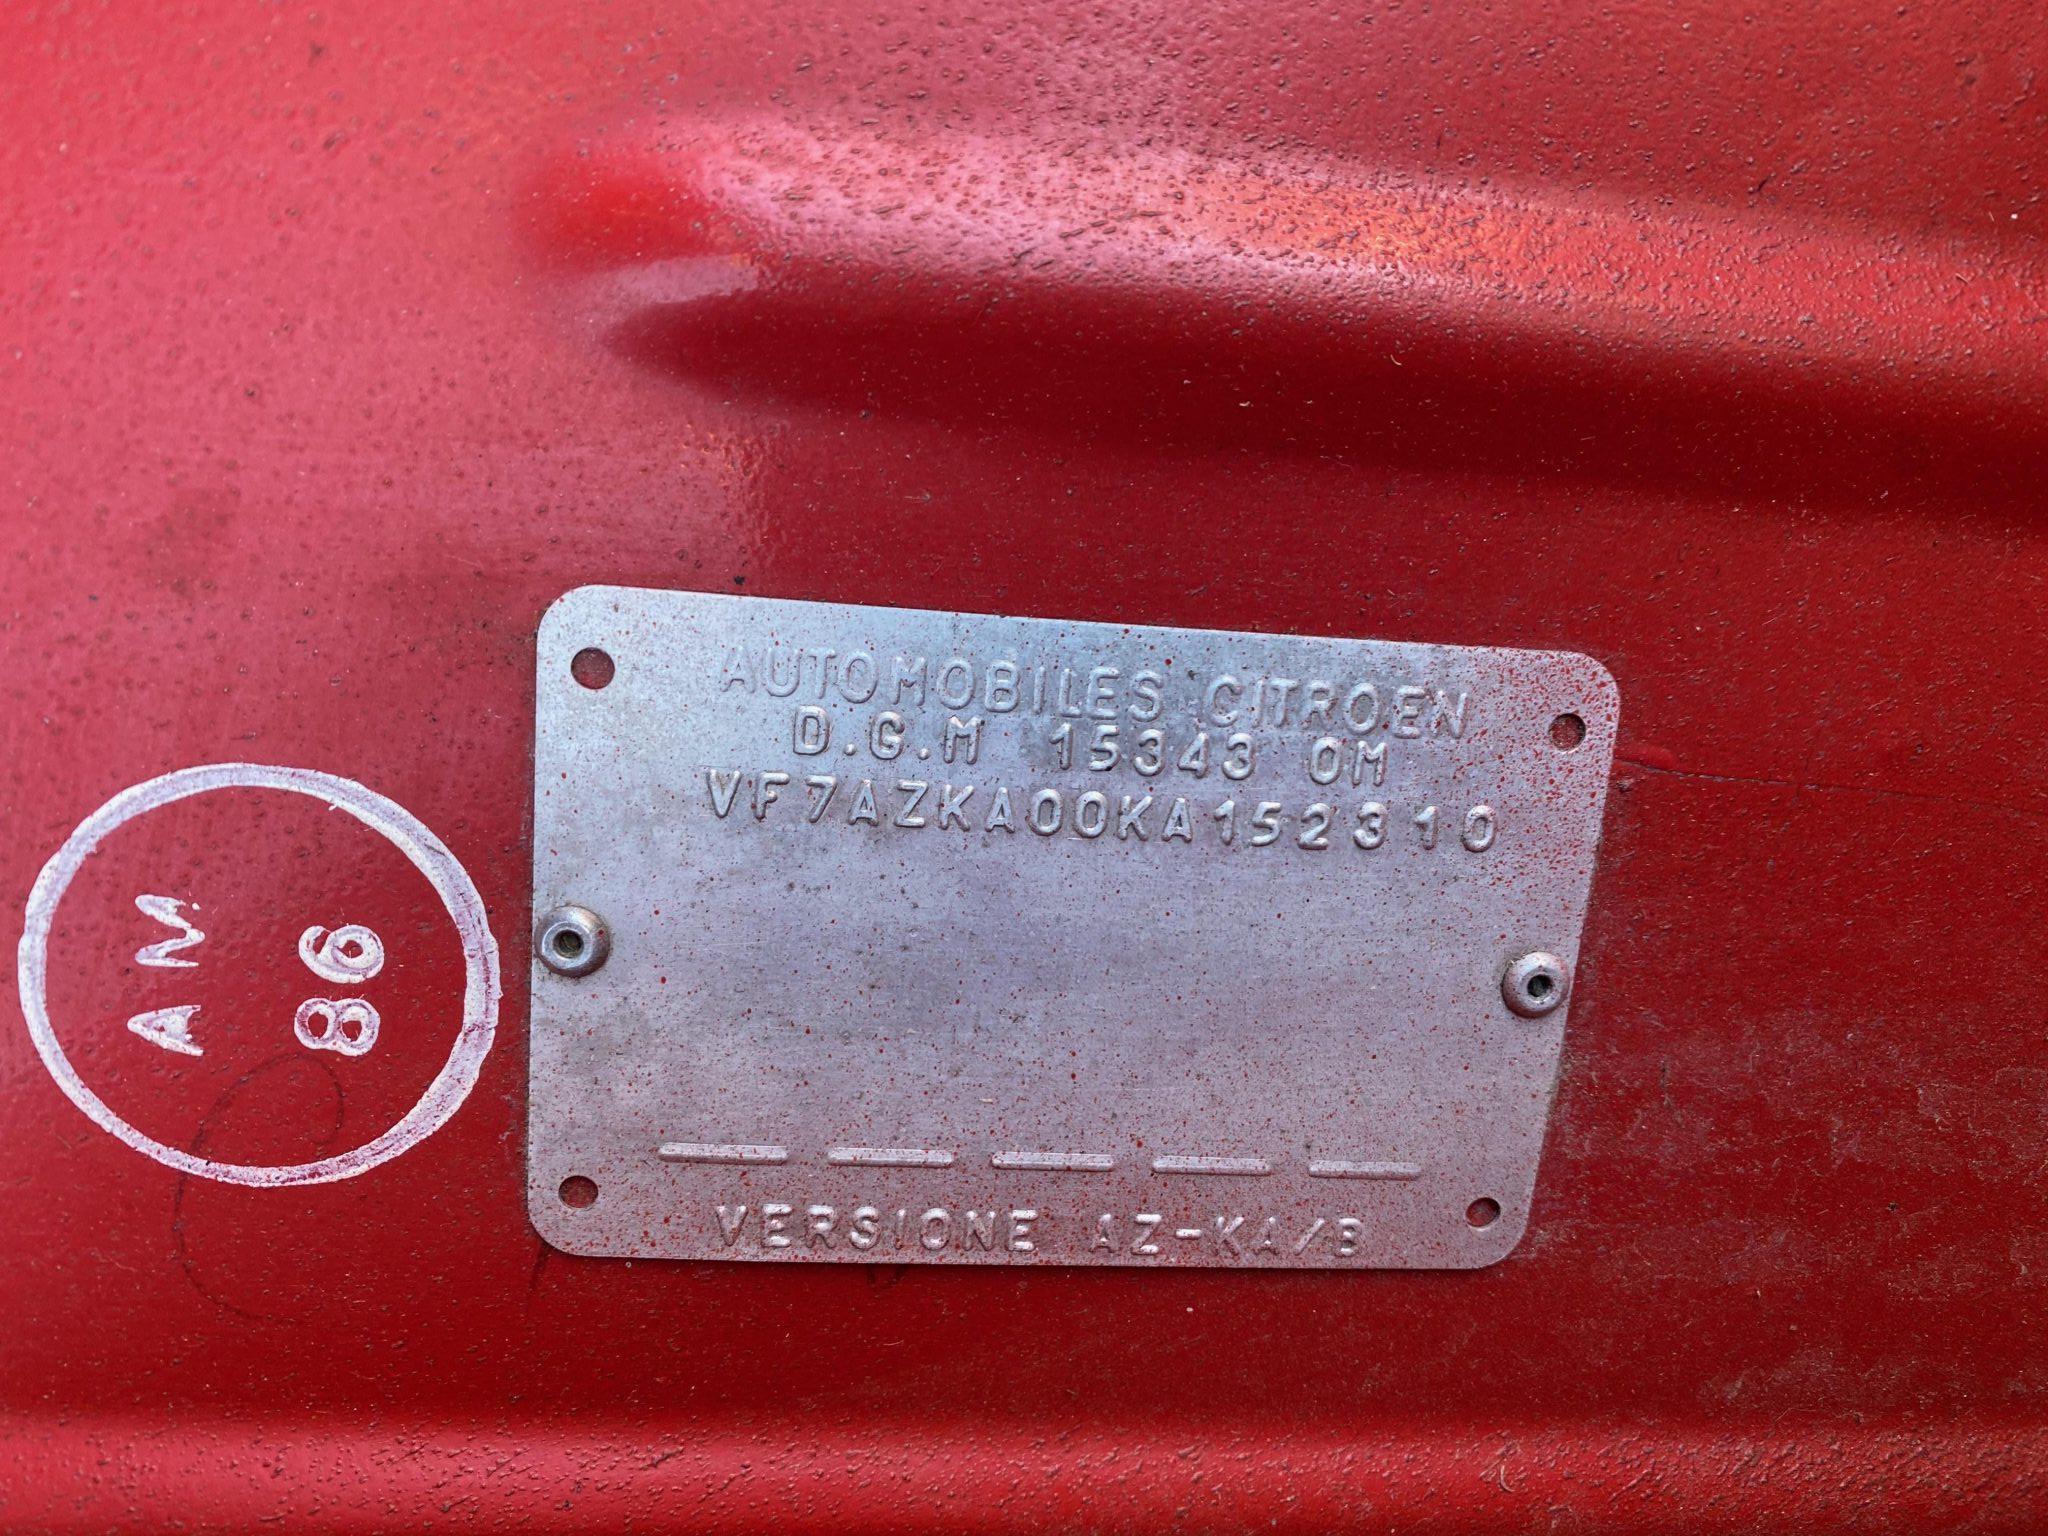 AUTOMOBILES CITROEN
D.G.M 15343 OM
VF7AZKA00KA152310
VERSIONE AZ-KA/B
AM
86